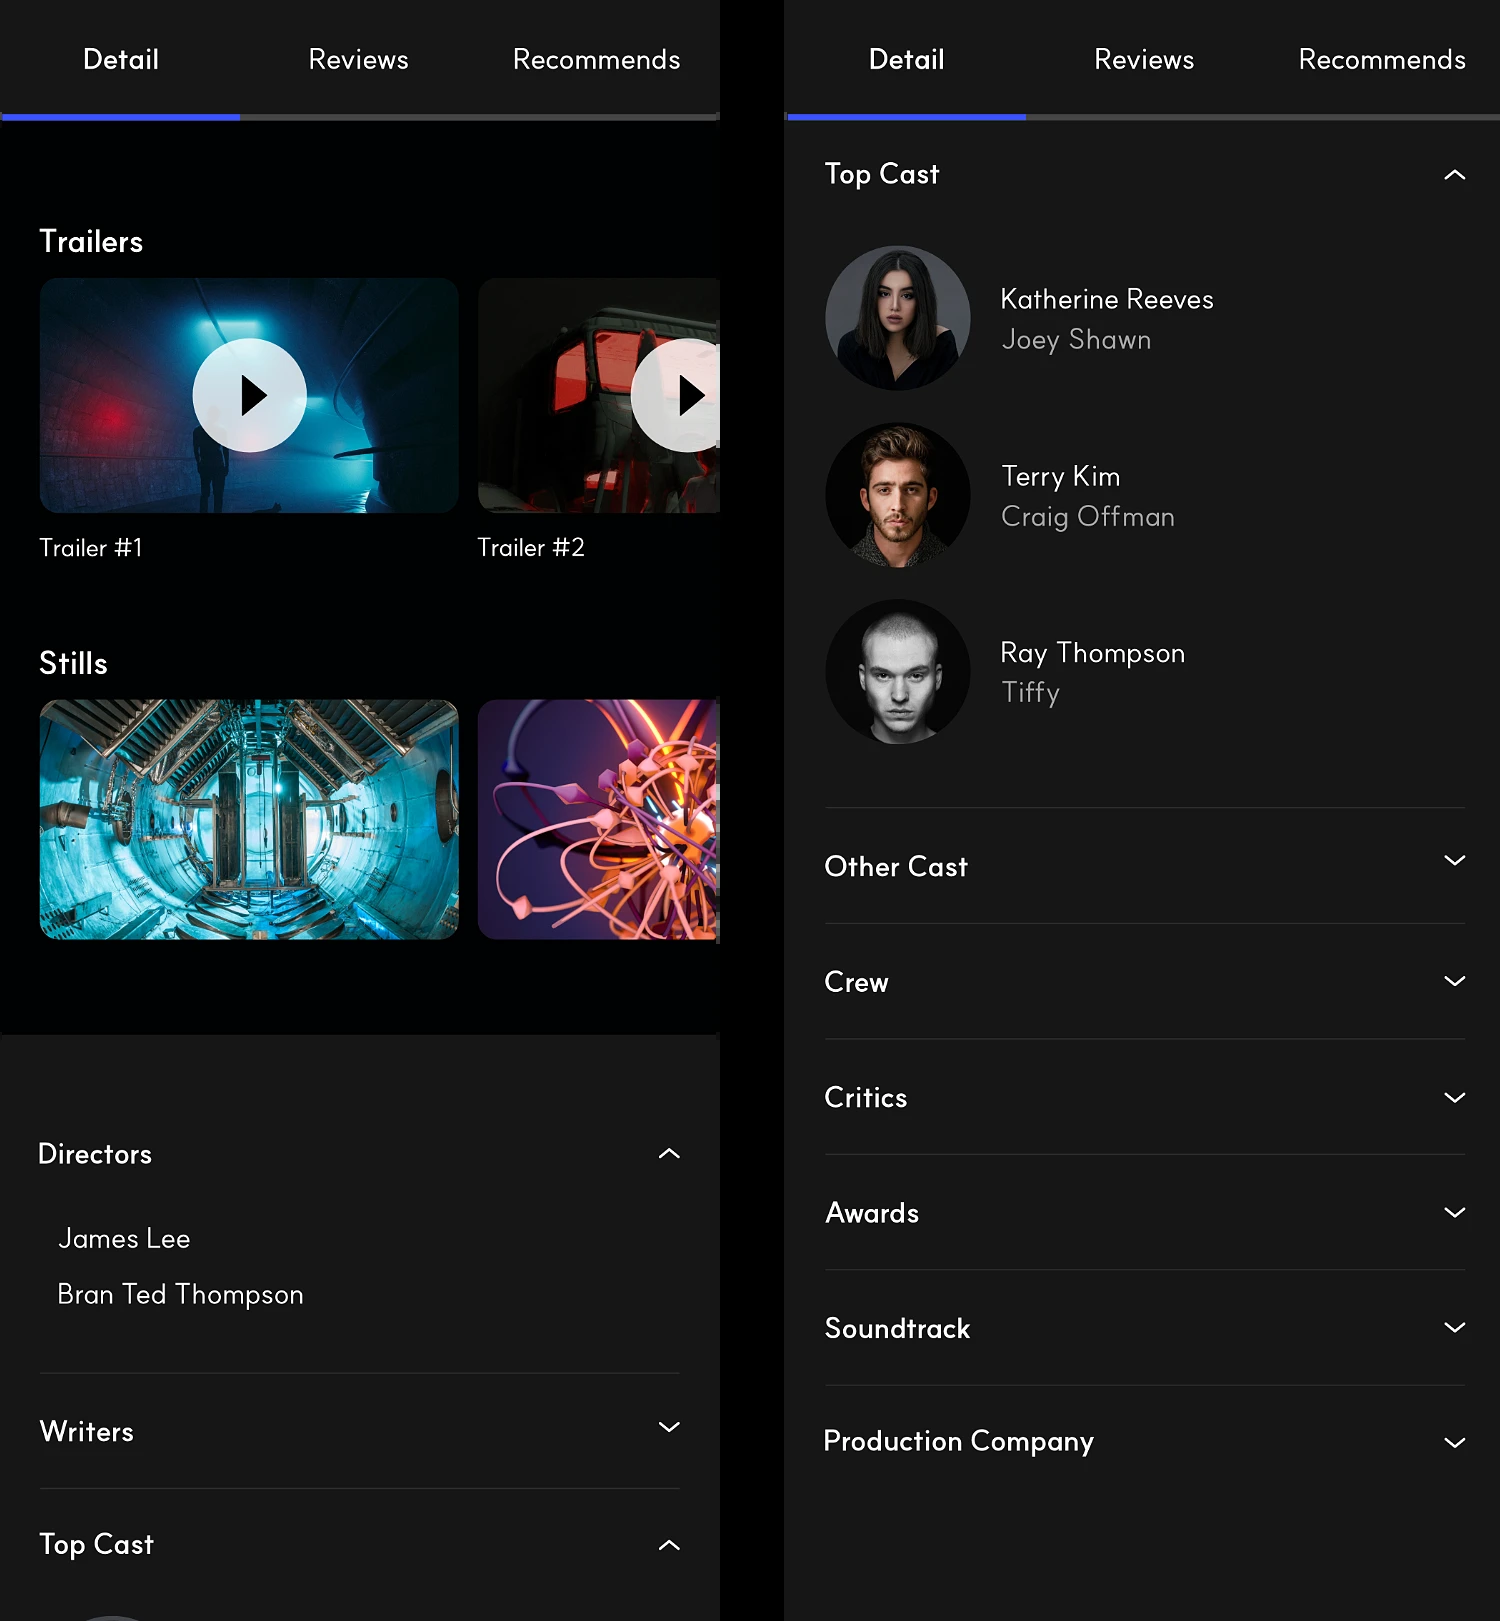 Detail
Reviews
Recommends
Trailers
Trailer #1
Trailer #2
Stills
Directors
James Lee
Bran Ted Thompson
Writers
Top Cast
Detail
Reviews
Recommends
Top Cast
Katherine Reeves
Joey Shawn
Terry Kim
Craig Offman
Ray Thompson
Tiffy
Other Cast
Crew
Critics
Awards
Soundtrack
Production Company